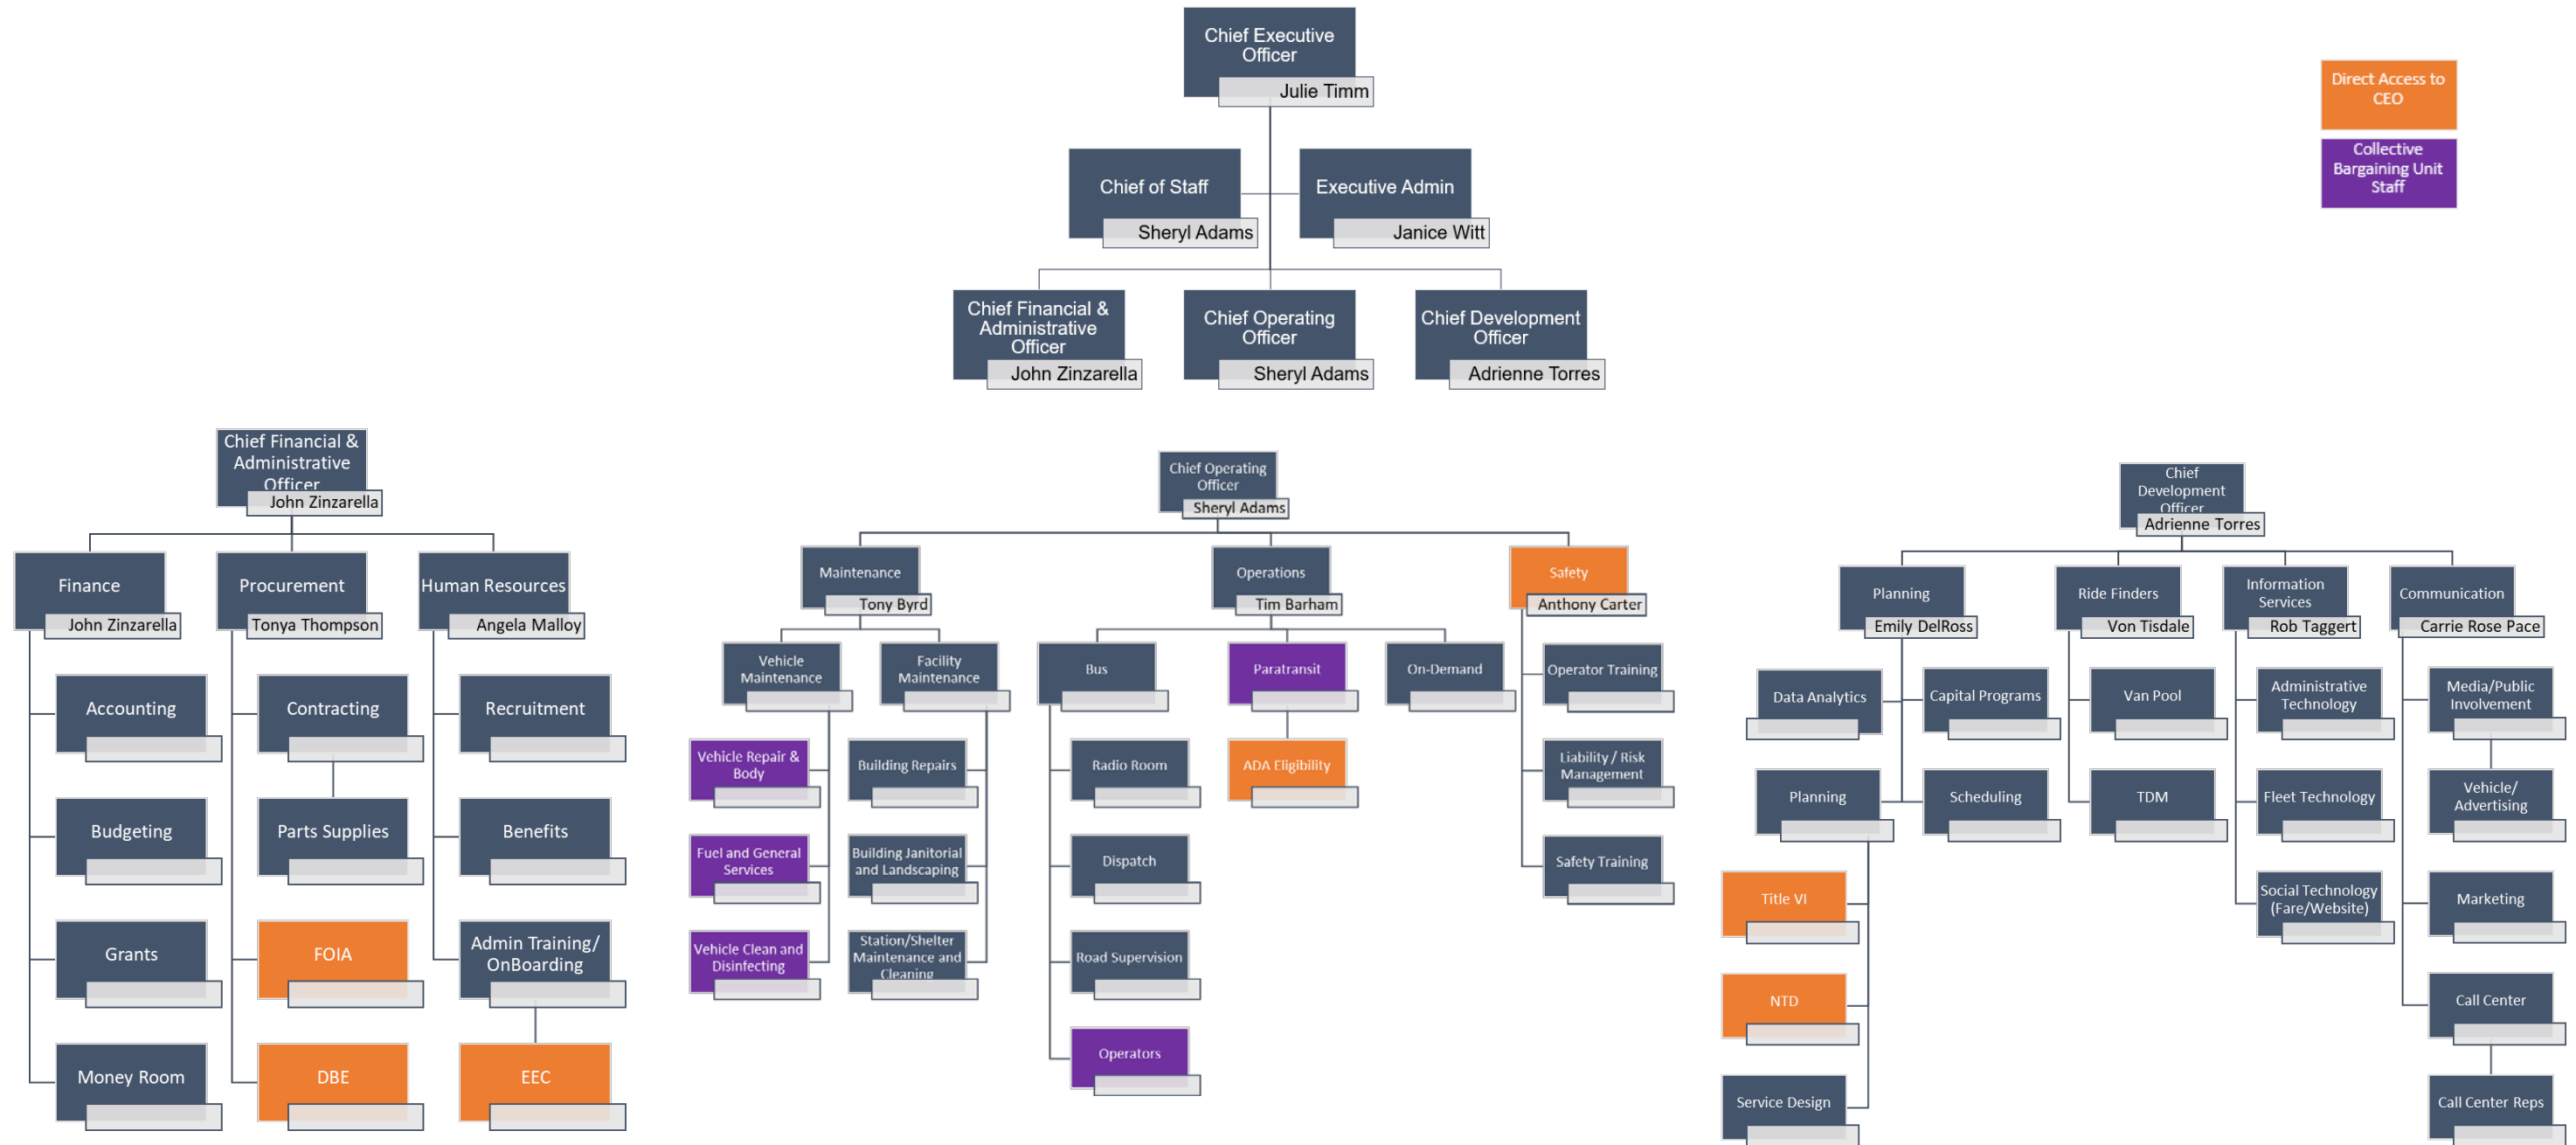 Chief Executive
Officer
Julie Timm
Direct Access to
CEO
Collective
Bargaining Unit
Staff
Chief of Staff
Sheryl Adams
Executive Admin
Janice Witt
Chief Financial &
Administrative
Officer
John Zinzarella
Chief Operating
Officer
Sheryl Adams
Chief Development
Officer
Adrienne Torres
Chief Financial &
Administrative
Officer
John Zinzarella
Finance
John Zinzarella
Procurement
Tonya Thompson
Human Resources
Angela Malloy
Accounting
Contracting
Recruitment
Budgeting
Parts Supplies
Benefits
Grants
FOIA
Admin Training/
OnBoarding
Money Room
DBE
EEC
Chief Operating
Officer
Sheryl Adams
Maintenance
Tony Byrd
Operations
Tim Barham
Safety
Anthony Carter
Vehicle
Maintenance
Facility
Maintenance
Bus
Paratransit
On-Demand
Operator Training
Vehicle Repair &
Body
Building Repairs
Radio Room
ADA Eligibility
Liability / Risk
Management
Fuel and General
Services
Building Janitorial
and Landscaping
Dispatch
Safety Training
Vehicle Clean and
Disinfecting
Station/Shelter
Maintenance and
Cleaning
Road Supervision
Operators
Chief
Development
Officer
Adrienne Torres
Planning
Emily DelRoss
Ride Finders
Von Tisdale
Information
Services
Rob Taggert
Communication
Carrie Rose Pace
Data Analytics
Capital Programs
Van Pool
Administrative
Technology
Media/Public
Involvement
Planning
Scheduling
TDM
Fleet Technology
Vehicle/
Advertising
Title VI
Social Technology
(Fare/Website)
Marketing
NTD
Call Center
Service Design
Call Center Reps